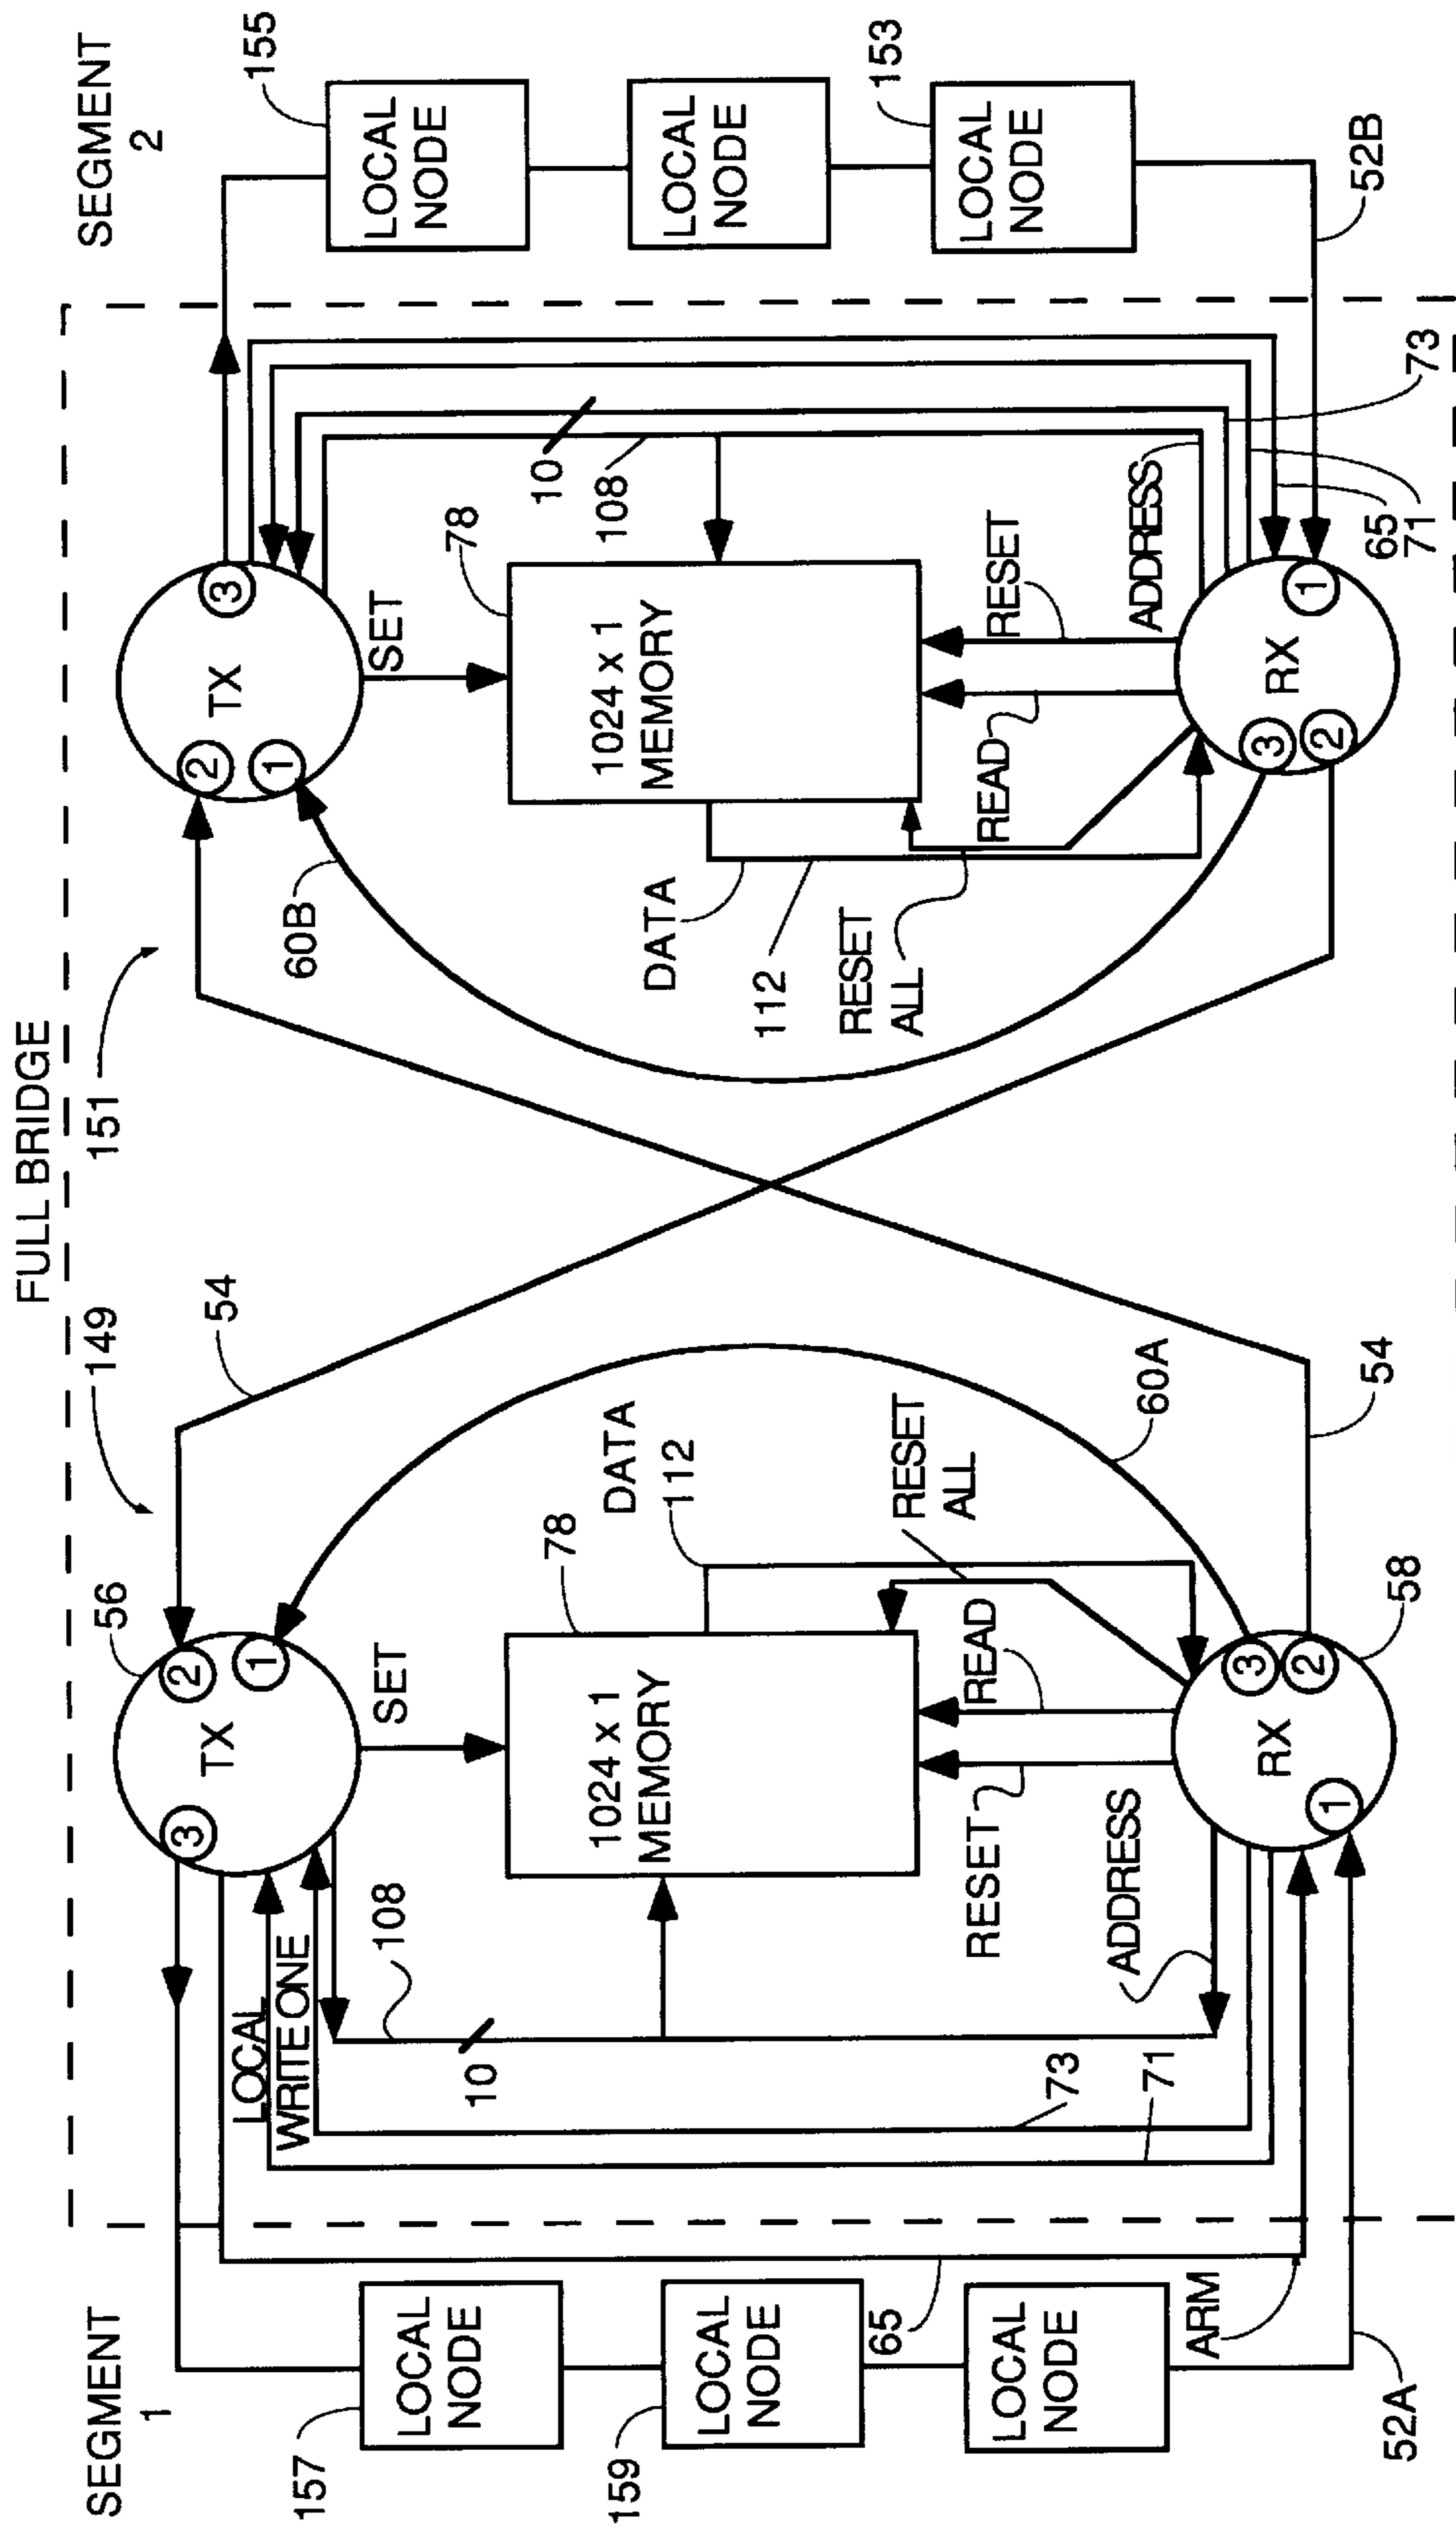 FULL BRIDGE
SEGMENT
1
149
151
SEGMENT
2
157
LOCAL
NODE
159
LOCAL
NODE
LOCAL
NODE
65
ARM
52A
56
3
TX
2
1
54
LOCAL
WRITE ONE
108
10
SET
78
1024 x 1
MEMORY
DATA
112
RESET
ALL
READ
RESET
ADDRESS
73
71
60A
54
1
RX
3
2
58
2
TX
3
1
60B
SET
78
1024 x 1
MEMORY
10
108
DATA
112
RESET
ALL
READ
RESET
ADDRESS
3
2
RX
1
65
71
73
155
LOCAL
NODE
LOCAL
NODE
153
LOCAL
NODE
52B